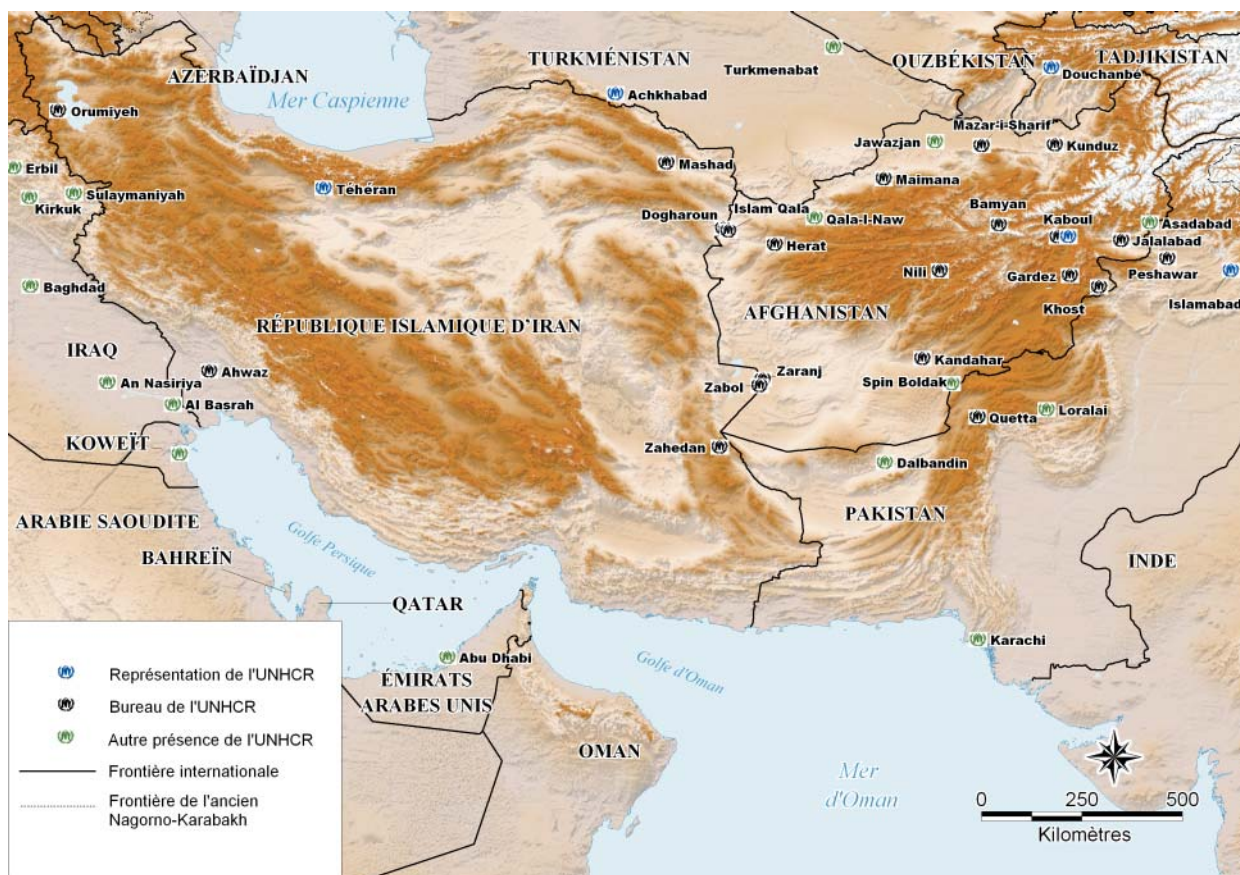 AZERBAÏDJAN
Mer Caspienne
TURKMÉNISTAN
Turkmenabat
OUZBÉKISTAN
TADJIKISTAN
Douchanbé
Achkhabad
Orumiyeh
Mazar-i-Sharif
Jawazjan
Kunduz
Mashad
Maimana
Erbil
Sulaymaniyah
Kirkuk
Téhéran
Dogharoun
Islam Qala
Qala-I-Naw
Bamyan
Kaboul
Asadabad
Jalalabad
Herat
Peshawar
Nili
Gardez
Islamabad
Khost
Baghdad
AFGHANISTAN
RÉPUBLIQUE ISLAMIQUE D'IRAN
IRAQ
Ahwaz
Kandahar
An Nasiriya
Zaranj
Zabol
Spin Boldak
Al Basrah
Loralai
Quetta
KOWEÏT
Zahedan
Dalbandin
ARABIE SAOUDITE
PAKISTAN
Golfe Persique
BAHREÏN
INDE
QATAR
Karachi
Abu Dhabi
Golfe d'Oman
ÉMIRATS
ARABES UNIS
OMAN
Mer
d'Oman
Représentation de l'UNHCR
Bureau de l'UNHCR
Autre présence de l'UNHCR
Frontière internationale
Frontière de l'ancien
Nagorno-Karabakh
0 250 500
Kilomètres